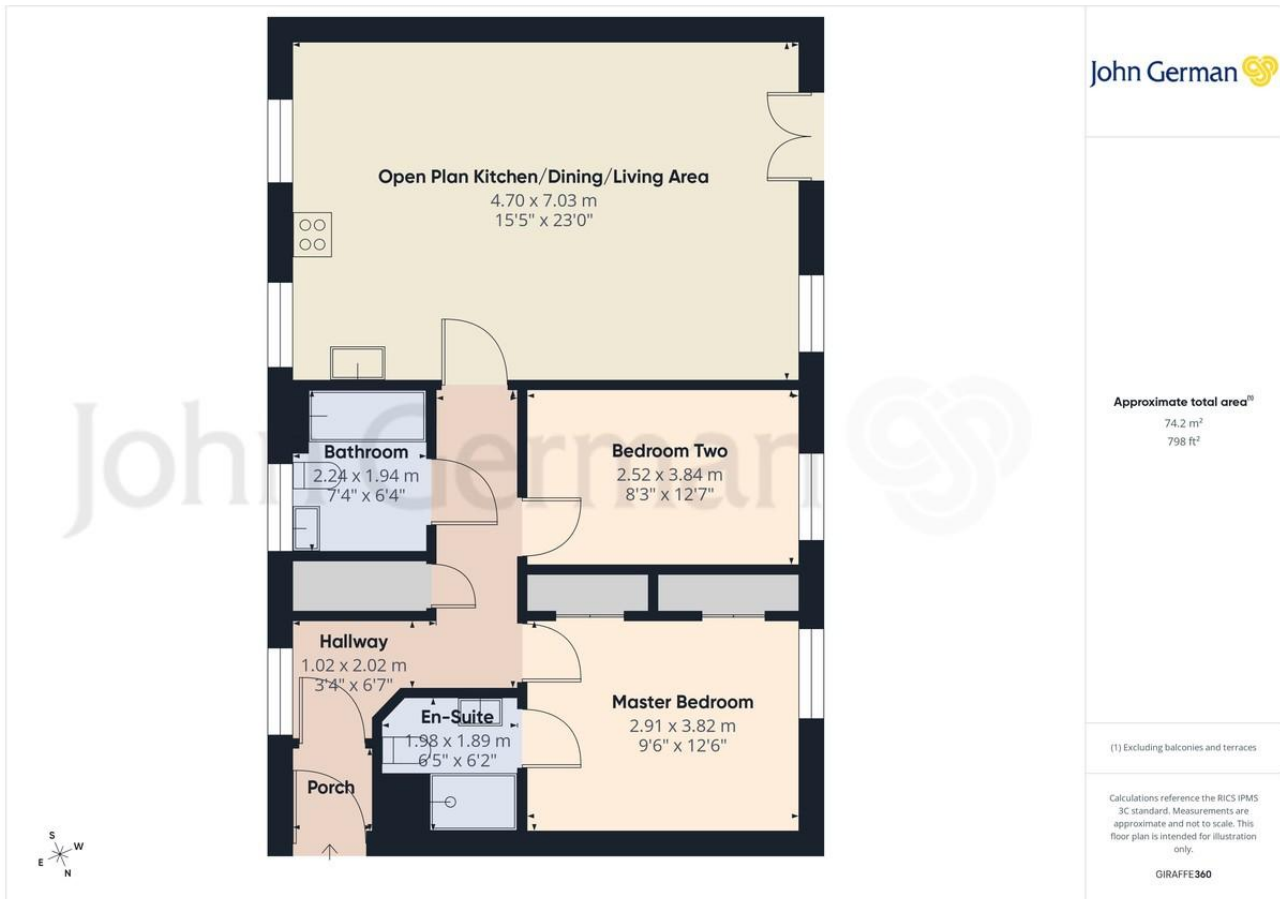 John German
Open Plan Kitchen/Dining/Living Area
4.70 x 7.03 m
15'5" x 23'0"
John German
Bathroom
2.24 x 1.94 m
7'4" x 6'4"
Bedroom Two
2.52 x 3.84 m
8'3" x 12'7"
Hallway
1.02 x 2.02 m
3'4" x 6'7"
Master Bedroom
2.91 x 3.82 m
9'6" x 12'6"
En-Suite
1.98 x 1.89 m
6'5" x 6'2"
Porch
S
W
E
N
Approximate total area(1)
74.2 m²
798 ft²
(1) Excluding balconies and terraces
Calculations reference the RICS IPMS
3C standard. Measurements are
approximate and not to scale. This
floor plan is intended for illustration
only.
GIRAFFE360